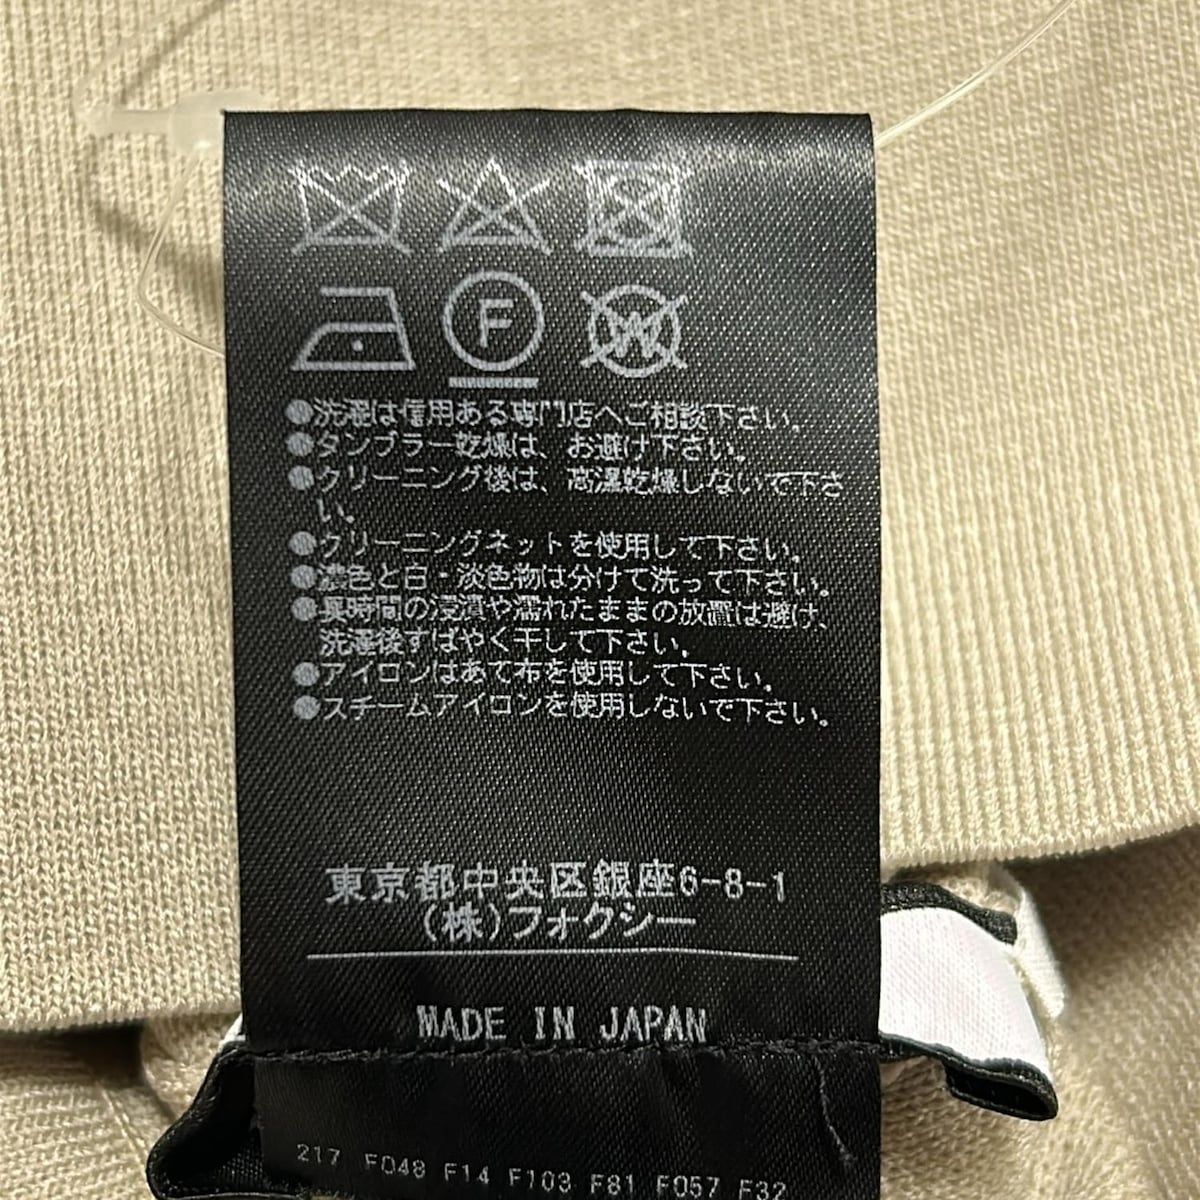 F
W
●洗濯は信用ある専門店へご相談下さい。
●タンブラー乾燥は、お避け下さい。
●クリーニング後は、高温乾燥しないで下さ
い。
●クリーニングネットを使用して下さい。
●濃色と白・淡色物は分けて洗って下さい。
●長時間の浸漬や濡れたままの放置は避け、
洗濯後すばやく干して下さい。
●アイロンはあて布を使用して下さい。
●スチームアイロンを使用しないで下さい。
東京都中央区銀座6-8-1
(株)フォクシー
MADE IN JAPAN
217 F048 F14 F103 F81 F057 F32